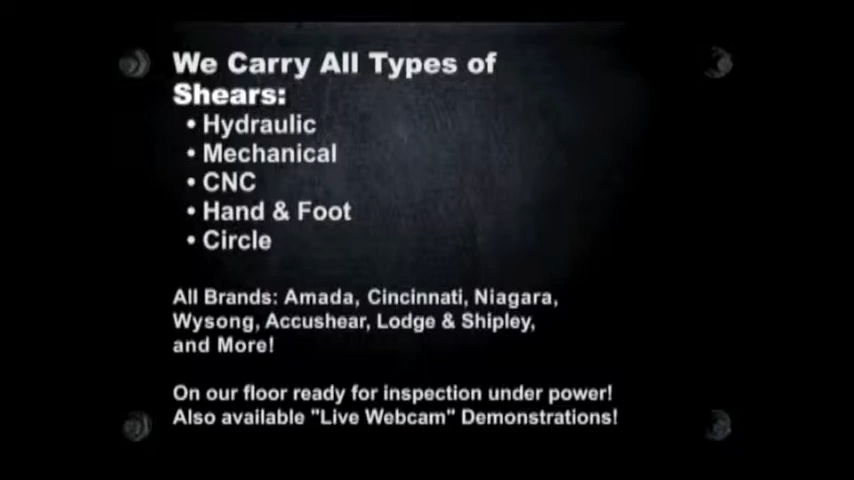 We Carry All Types of
Shears:
• Hydraulic
• Mechanical
• CNC
• Hand & Foot
• Circle
All Brands: Amada, Cincinnati, Niagara,
Wysong, Accushear, Lodge & Shipley,
and More!
On our floor ready for inspection under power!
Also available "Live Webcam" Demonstrations!